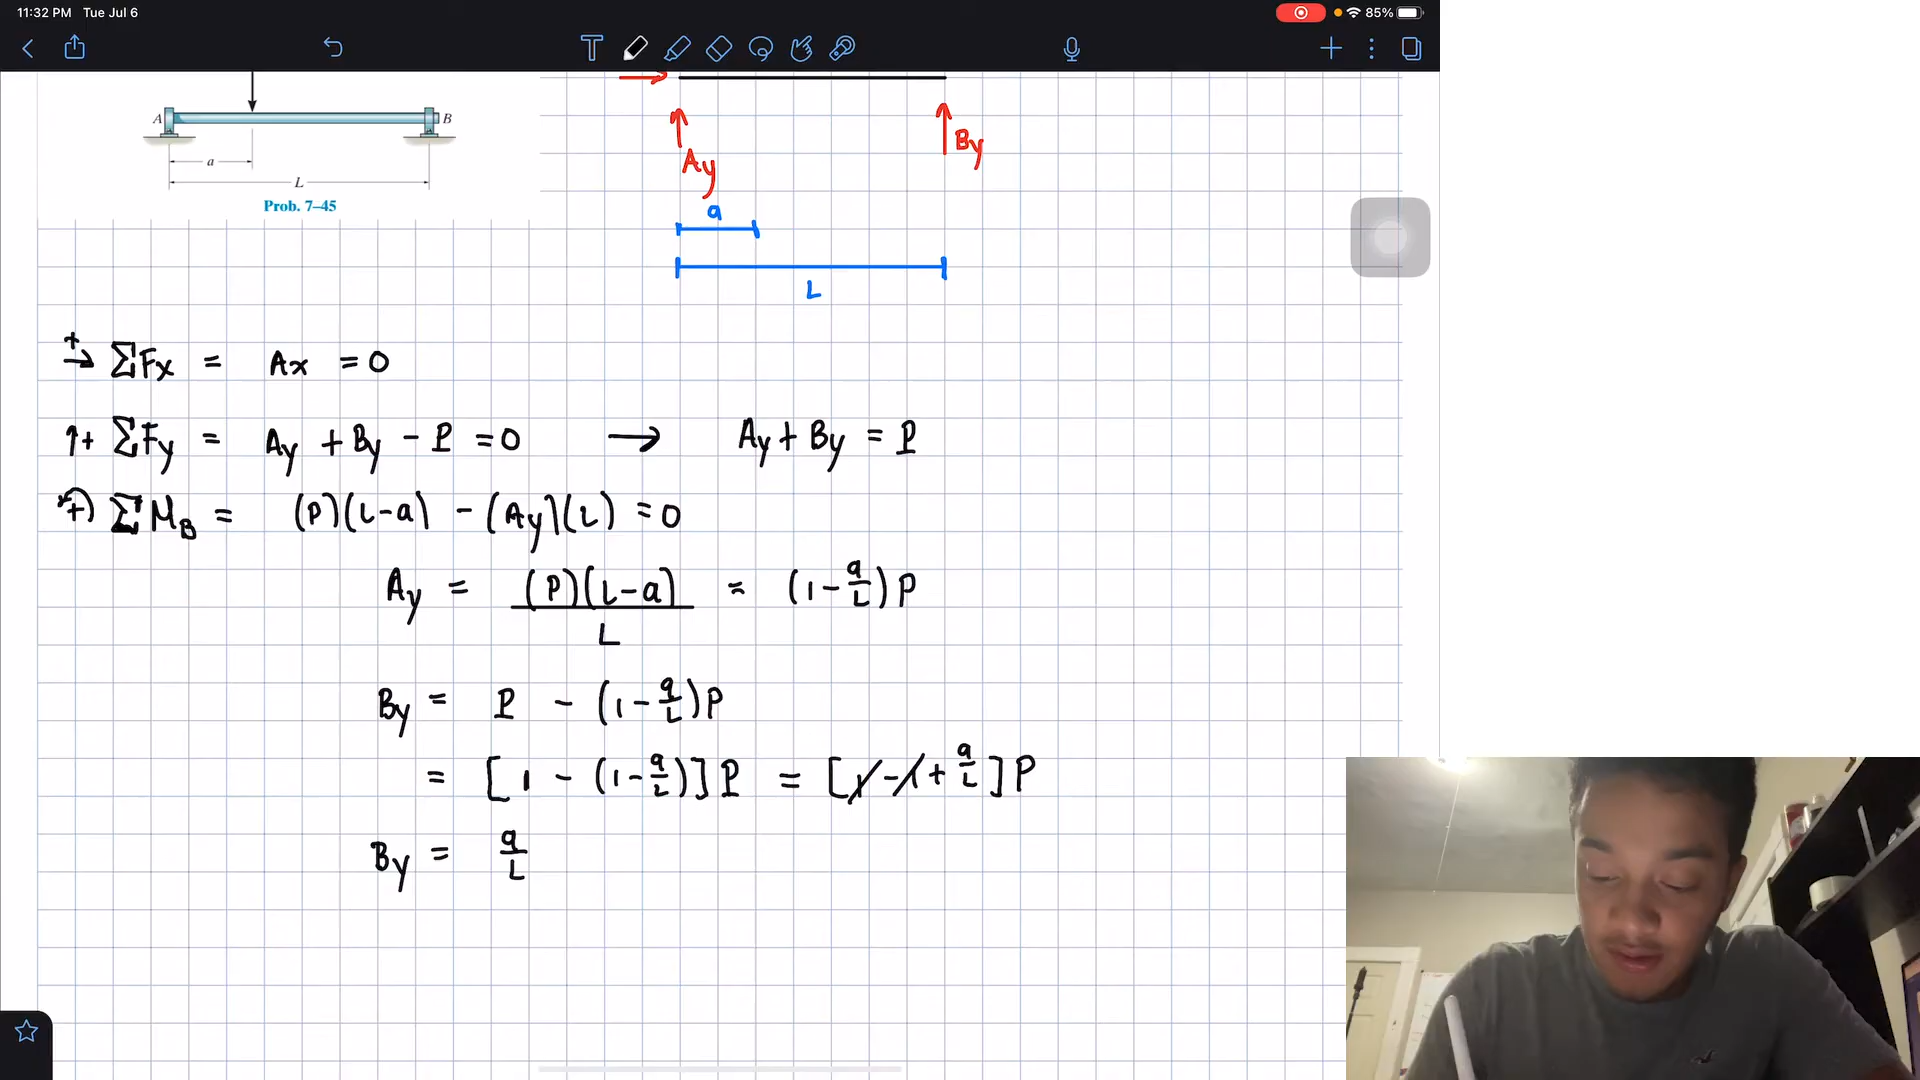 11:32 PM Tue Jul 6
85%
T
A B
a
L
Prob. 7–45
Ay
By
a
L
→+ ΣFx = Ax = 0
↑+ ΣFy = Ay + By - P = 0 → Ay + By = P
+) ΣMB = (P)(L-a) - (Ay)(L) = 0
Ay = (P)(L-a) / L = (1 - a/L)P
By = P - (1 - a/L)P
= [1 - (1 - a/L)]P = [1 - 1 + a/L]P
By = a/L